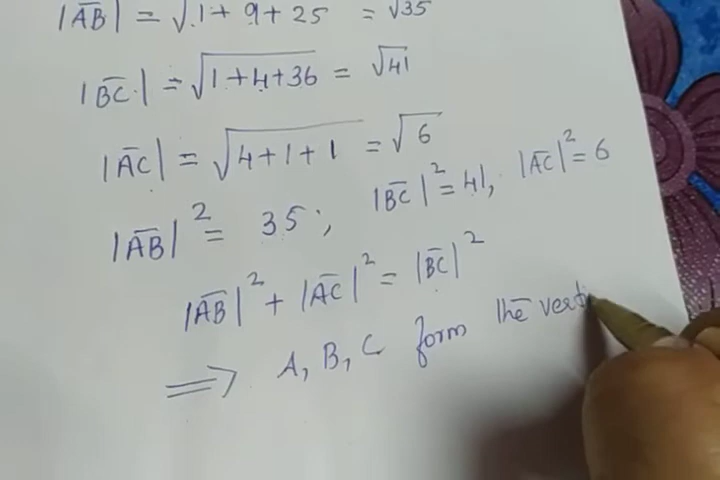 |AB̅| = √1 + 9 + 25 = √35
|BC̅| = √1 + 4 + 36 = √41
|AC̅| = √4 + 1 + 1 = √6
|AB̅|² = 35; |BC̅|² = 41, |AC̅|² = 6
|AB̅|² + |AC̅|² = |BC̅|²
⟹ A, B, C form the verti